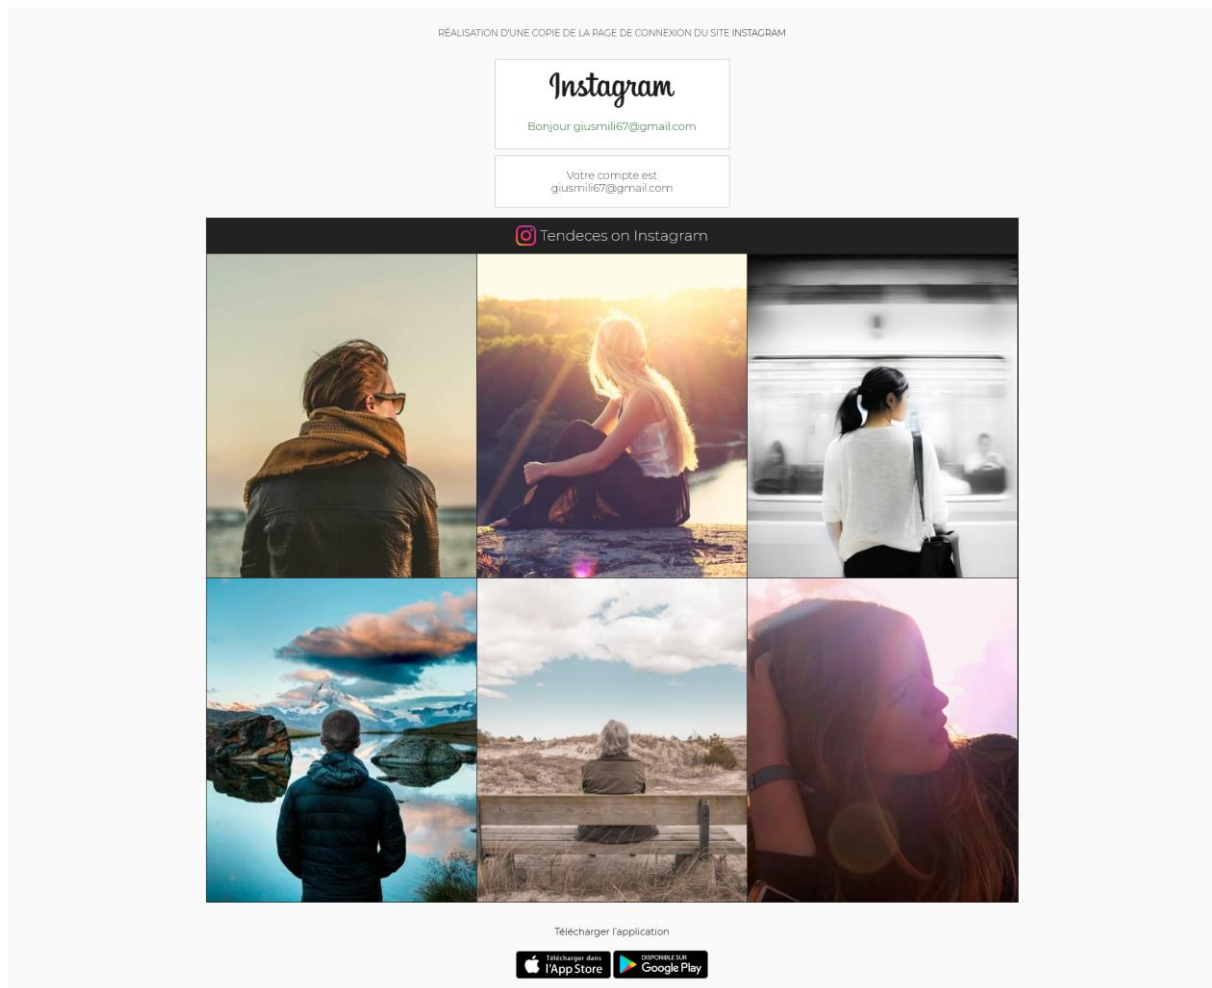 RÉALISATION D'UNE COPIE DE LA PAGE DE CONNEXION DU SITE INSTAGRAM
Instagram
Bonjour giusmili67@gmail.com
Votre compte est
giusmili67@gmail.com
Tendeces on Instagram
Télécharger l'application
Télécharger dans
l'App Store
DISPONIBLE SUR
Google Play